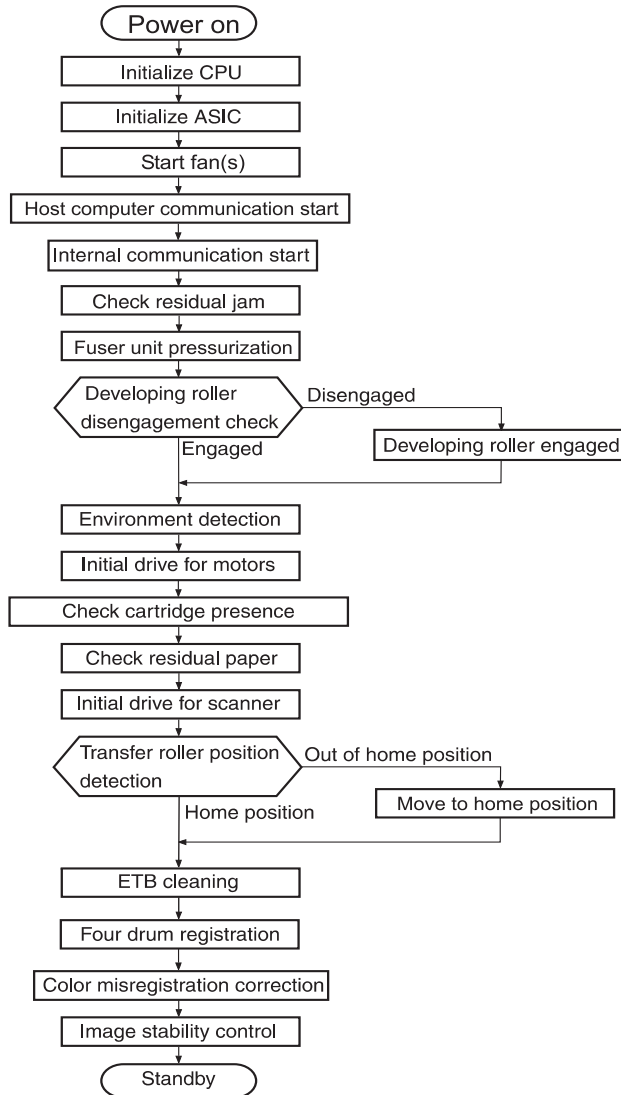 Power on
Initialize CPU
Initialize ASIC
Start fan(s)
Host computer communication start
Internal communication start
Check residual jam
Fuser unit pressurization
Developing roller
disengagement check
Disengaged
Engaged
Developing roller engaged
Environment detection
Initial drive for motors
Check cartridge presence
Check residual paper
Initial drive for scanner
Transfer roller position
detection
Out of home position
Home position
Move to home position
ETB cleaning
Four drum registration
Color misregistration correction
Image stability control
Standby